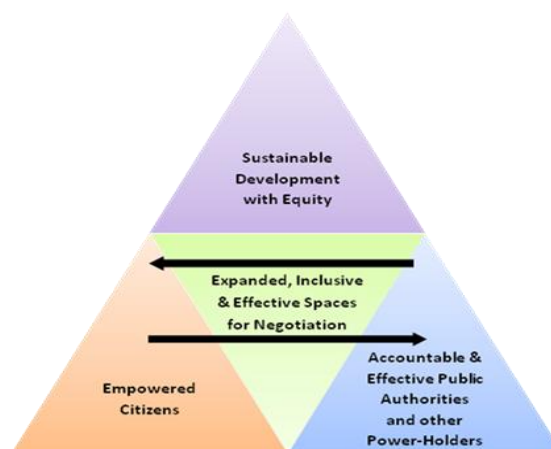 Sustainable
Development
with Equity
Expanded, Inclusive
& Effective Spaces
for Negotiation
Empowered
Citizens
Accountable &
Effective Public
Authorities
and other
Power-Holders